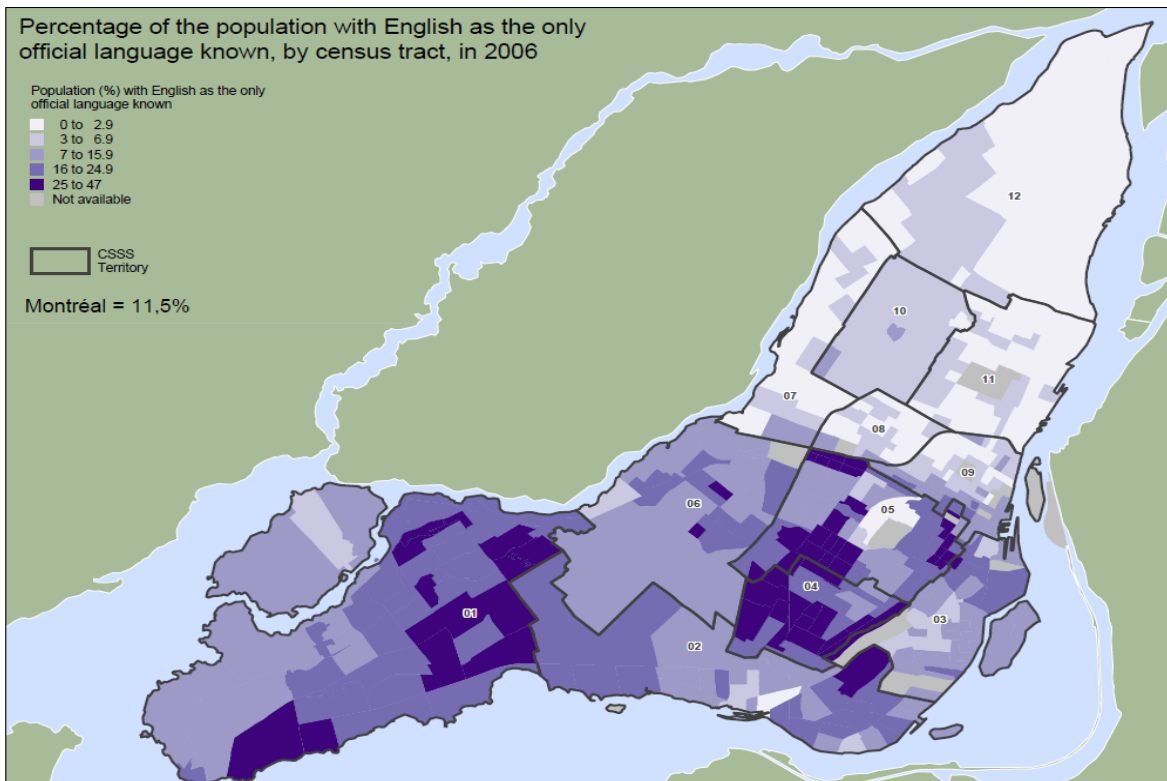 Percentage of the population with English as the only
official language known, by census tract, in 2006
Population (%) with English as the only
official language known
0 to 2.9
3 to 6.9
7 to 15.9
16 to 24.9
25 to 47
Not available
CSSS
Territory
Montréal = 11,5%
12
10
11
07
08
09
06
05
04
01
03
02